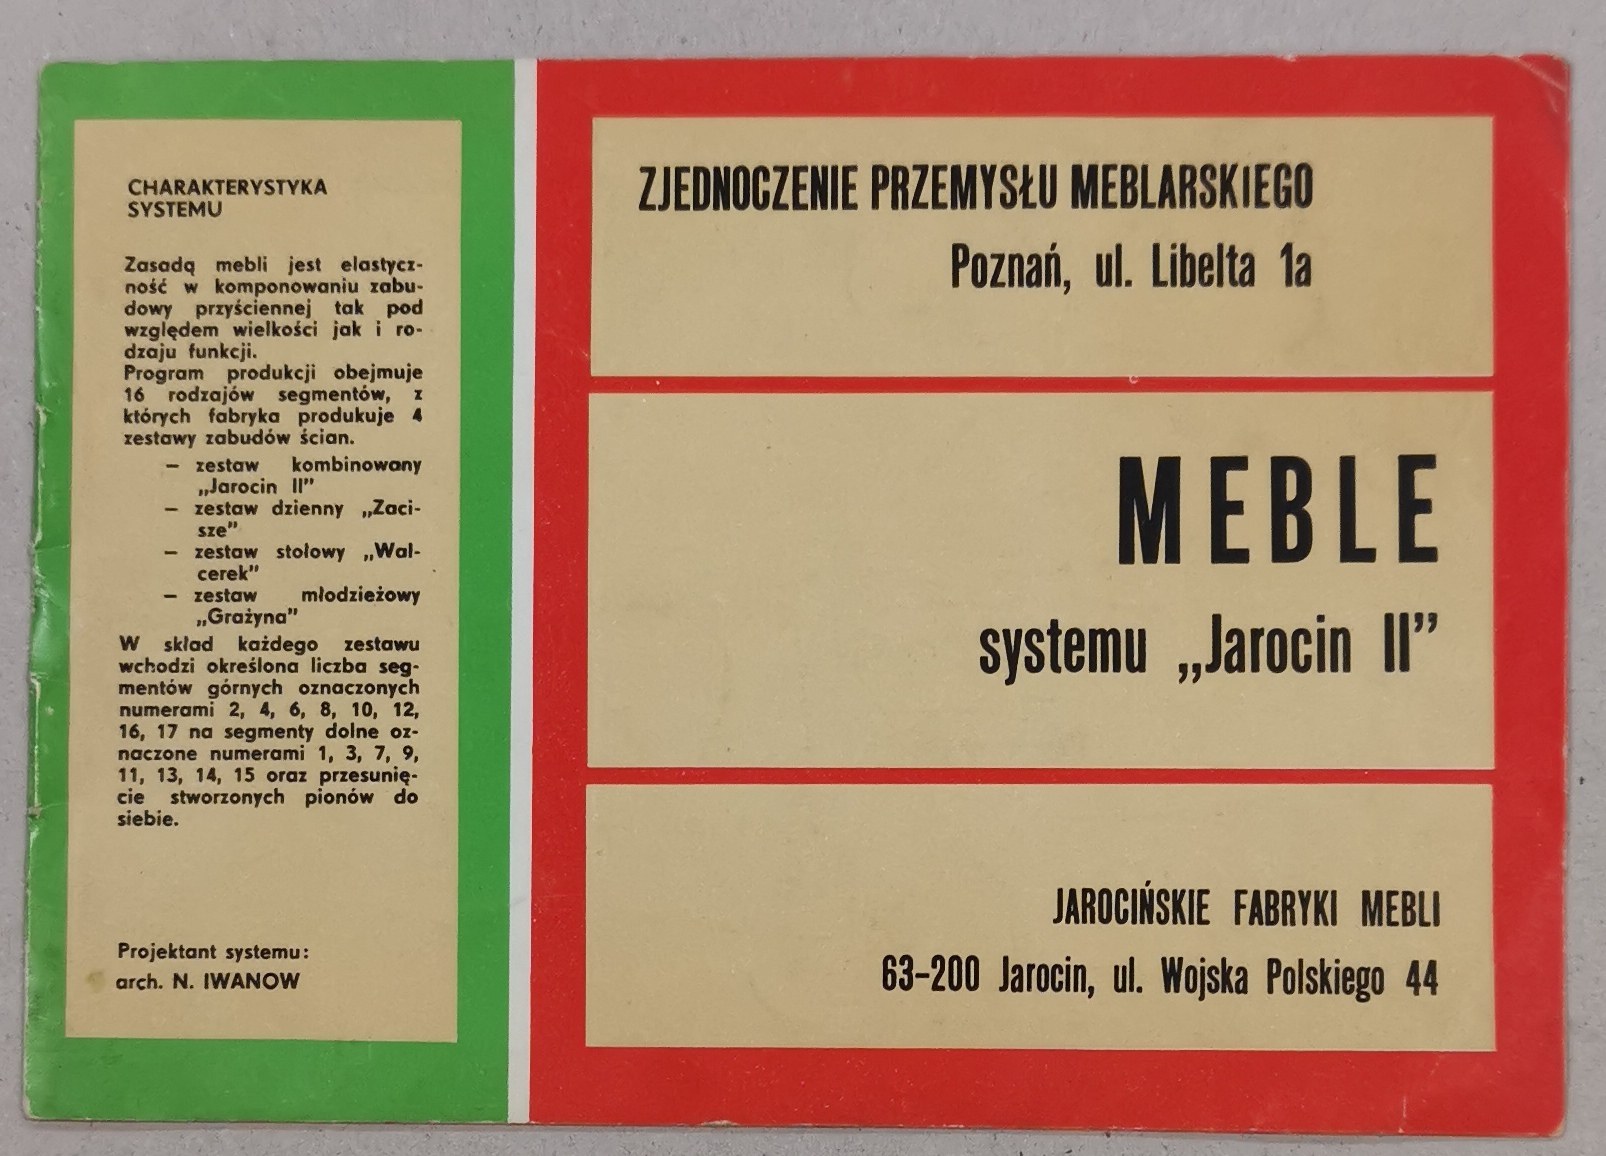 CHARAKTERYSTYKA
SYSTEMU
Zasadą mebli jest elastycz-
ność w komponowaniu zabu-
dowy przyściennej tak pod
względem wielkości jak i ro-
dzaju funkcji.
Program produkcji obejmuje
16 rodzajów segmentów, z
których fabryka produkuje 4
zestawy zabudów ścian.
— zestaw kombinowany
„Jarocin II”
— zestaw dzienny „Zaci-
sze”
— zestaw stołowy „Wal-
cerek”
— zestaw młodzieżowy
„Grażyna”
W skład każdego zestawu
wchodzi określona liczba seg-
mentów górnych oznaczonych
numerami 2, 4, 6, 8, 10, 12,
16, 17 na segmenty dolne oz-
naczone numerami 1, 3, 7, 9,
11, 13, 14, 15 oraz przesunię-
cie stworzonych pionów do
siebie.
Projektant systemu:
arch. N. IWANOW
ZJEDNOCZENIE PRZEMYSŁU MEBLARSKIEGO
Poznań, ul. Libelta 1a
MEBLE
systemu „Jarocin II”
JAROCIŃSKIE FABRYKI MEBLI
63-200 Jarocin, ul. Wojska Polskiego 44